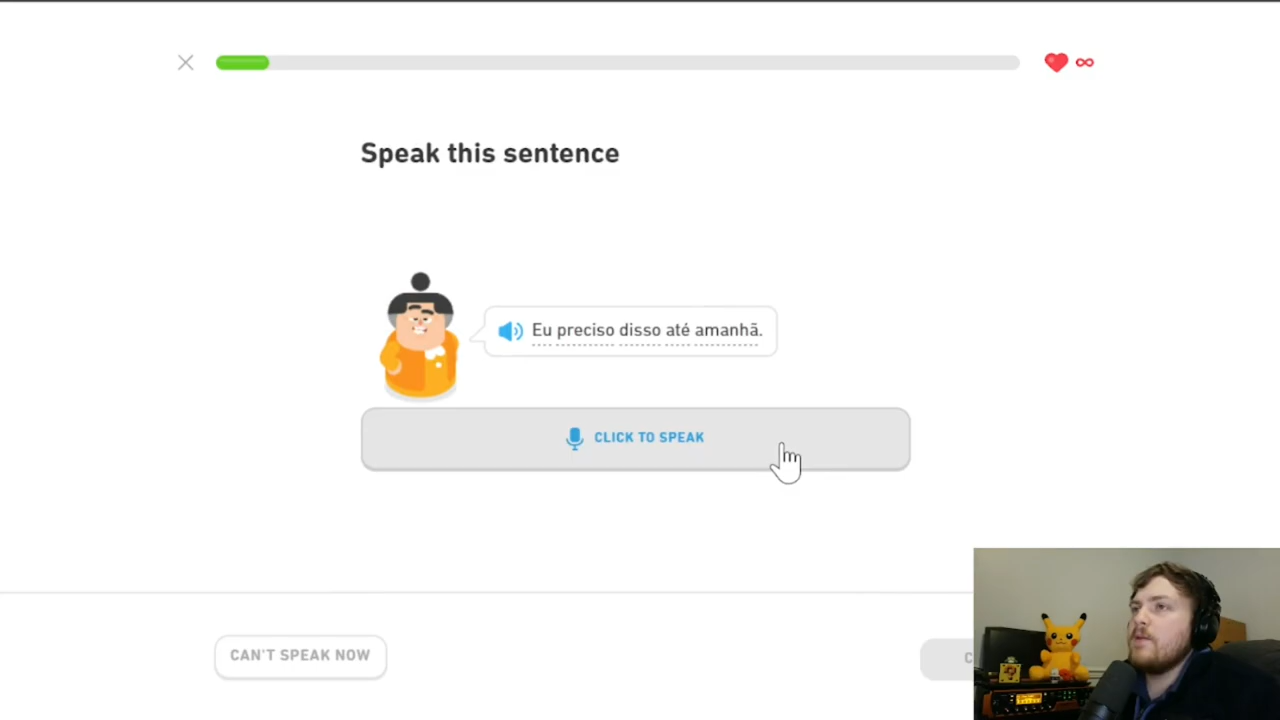 Speak this sentence
Eu preciso disso até amanhã.
CLICK TO SPEAK
CAN'T SPEAK NOW
C